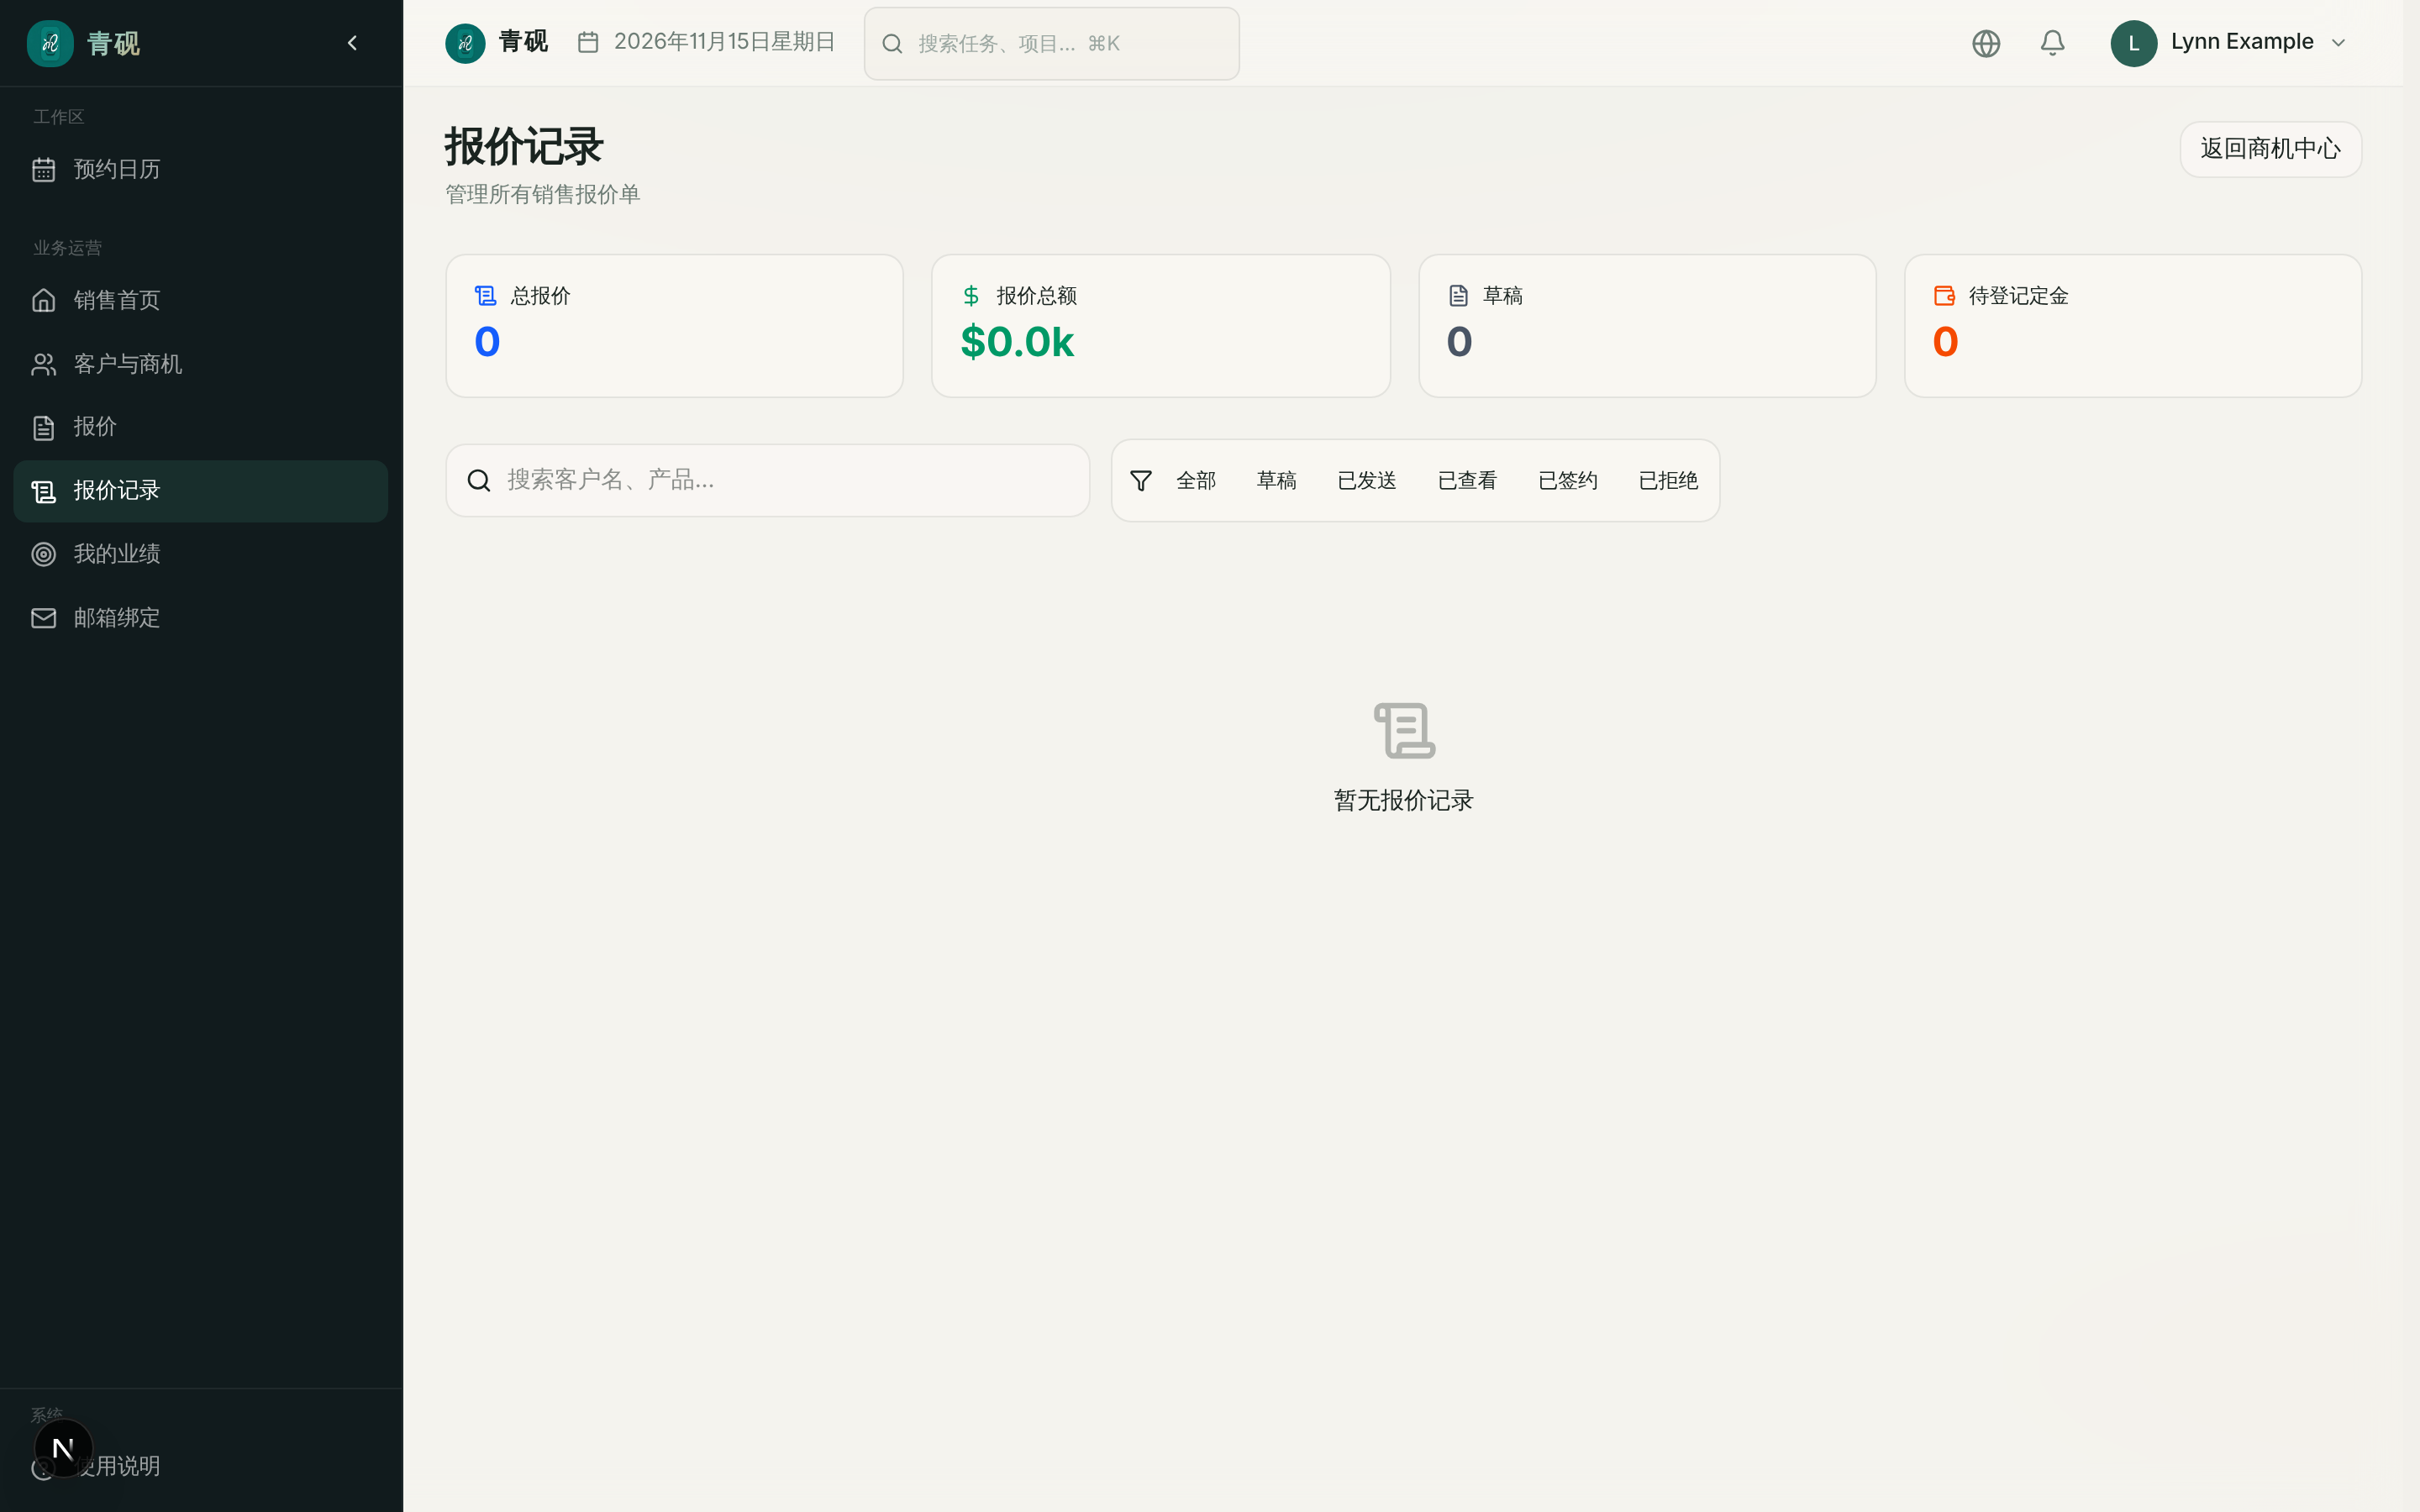 青砚
工作区
预约日历
业务运营
销售首页
客户与商机
报价
报价记录
我的业绩
邮箱绑定
系统
使用说明
N
青砚
2026年11月15日星期日
搜索任务、项目... ⌘K
L
Lynn Example
报价记录
返回商机中心
管理所有销售报价单
总报价
0
报价总额
$0.0k
草稿
0
待登记定金
0
搜索客户名、产品...
全部 草稿 已发送 已查看 已签约 已拒绝
暂无报价记录